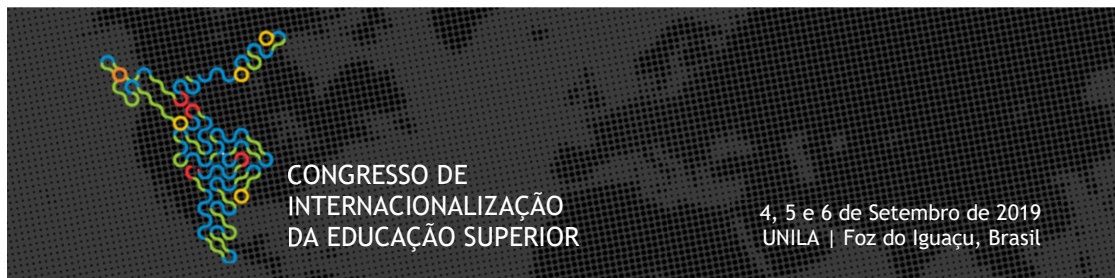 CONGRESSO DE
INTERNACIONALIZAÇÃO
DA EDUCAÇÃO SUPERIOR
4, 5 e 6 de Setembro de 2019
UNILA | Foz do Iguaçu, Brasil